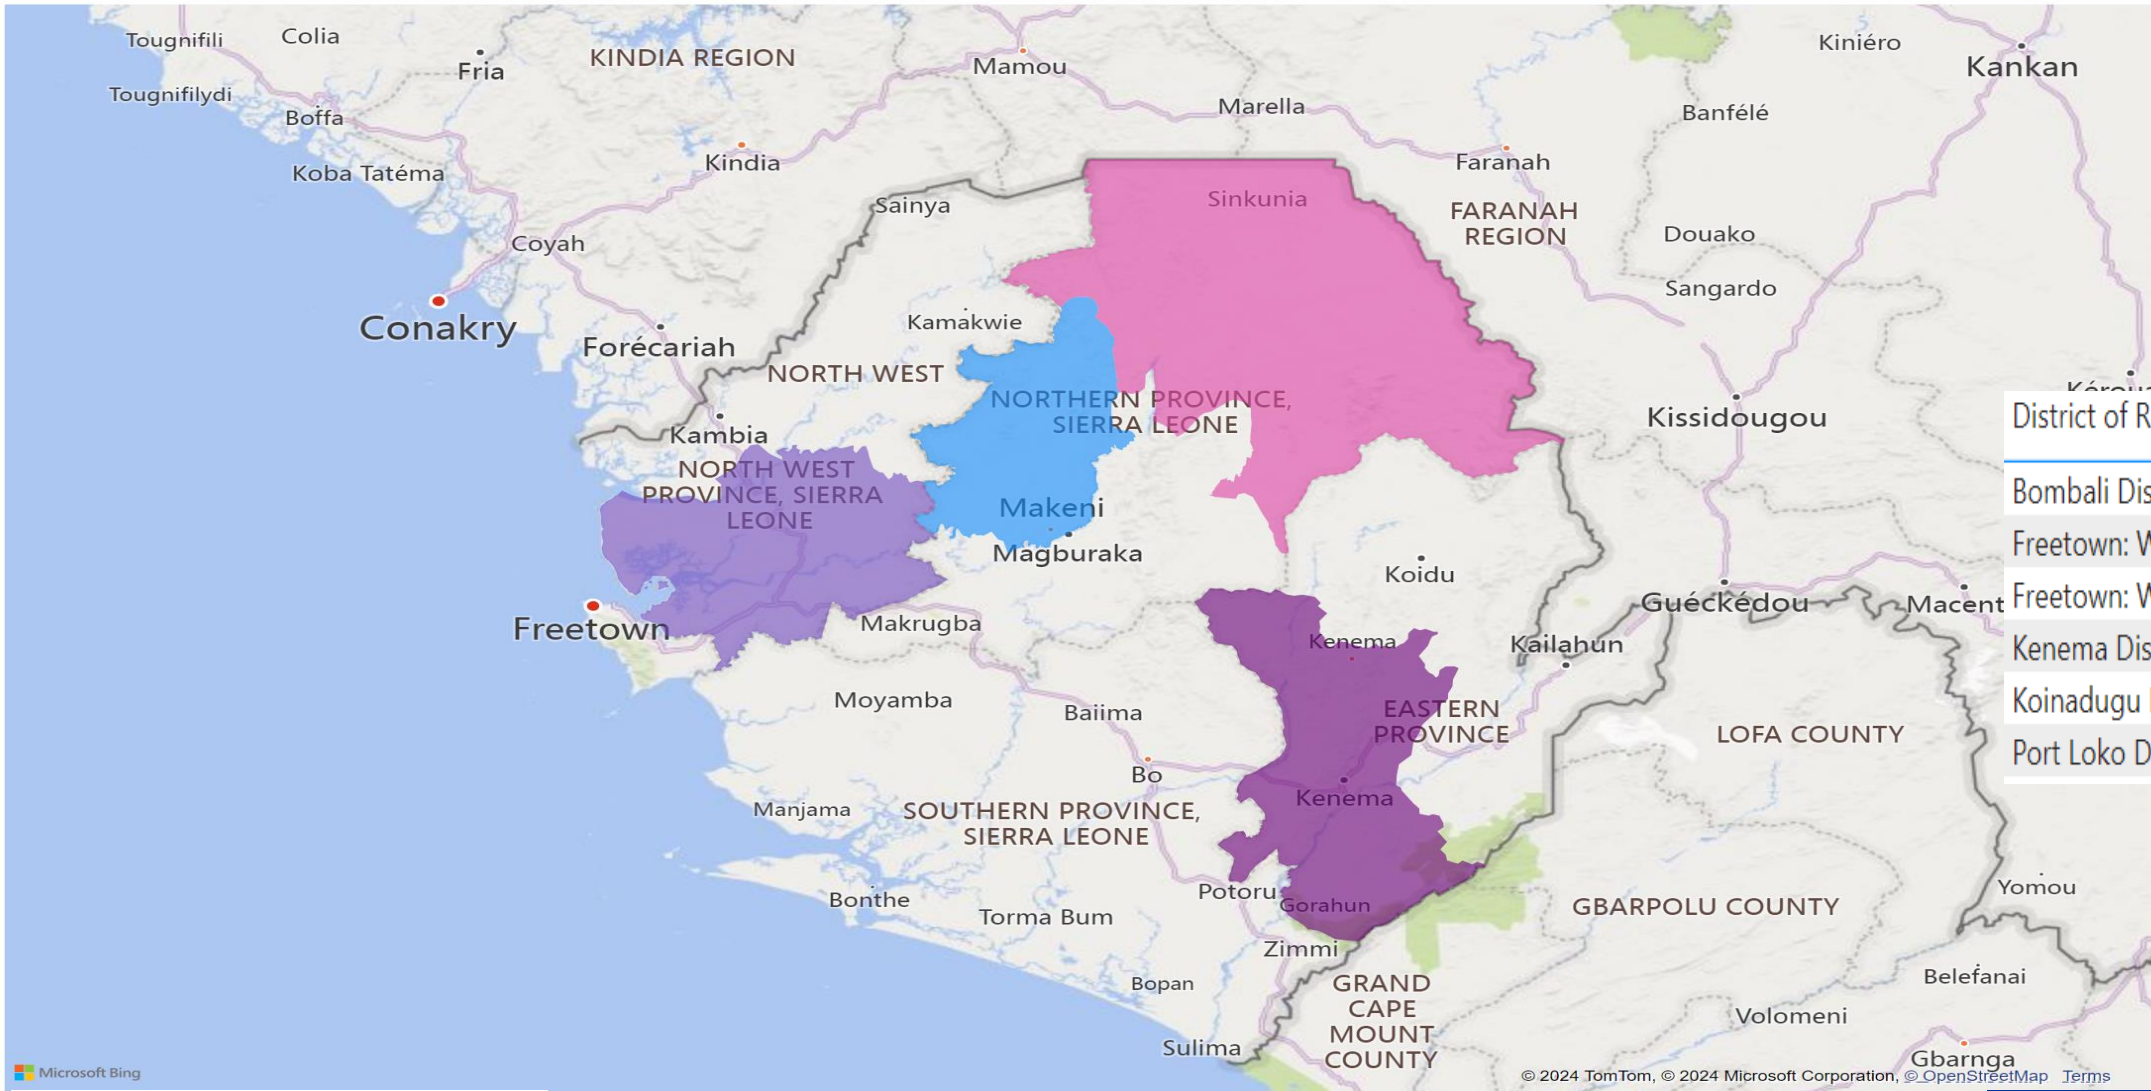 Tougnifili
Colia
Fria
KINDIA REGION
Mamou
Kiniéro
Kankan
Tougnifilydi
Boffa
Marella
Banfélé
Koba Tatéma
Kindia
Faranah
Sainya
Sinkunia
FARANAH
REGION
Coyah
Douako
Sangardo
Conakry
Kamakwie
Forécariah
NORTH WEST
NORTHERN PROVINCE,
SIERRA LEONE
Kissidougou
District of R
Kambia
NORTH WEST
PROVINCE, SIERRA
LEONE
Makeni
Magburaka
Bombali Dis
Freetown: W
Koidu
Freetown
Makrugba
Kenema
Kailahun
Guéckédou
Macent
Freetown: W
Kenema Dis
Moyamba
Baiima
EASTERN
PROVINCE
LOFA COUNTY
Koinadugu
Port Loko D
Bo
Kenema
Manjama
SOUTHERN PROVINCE,
SIERRA LEONE
Bonthe
Torma Bum
Potoru
Gorahun
GBARPOLU COUNTY
Yomou
Zimmi
Bopan
GRAND
CAPE
MOUNT
COUNTY
Belefanai
Volomeni
Sulima
Gbarnga
Microsoft Bing
© 2024 TomTom, © 2024 Microsoft Corporation, © OpenStreetMap Terms